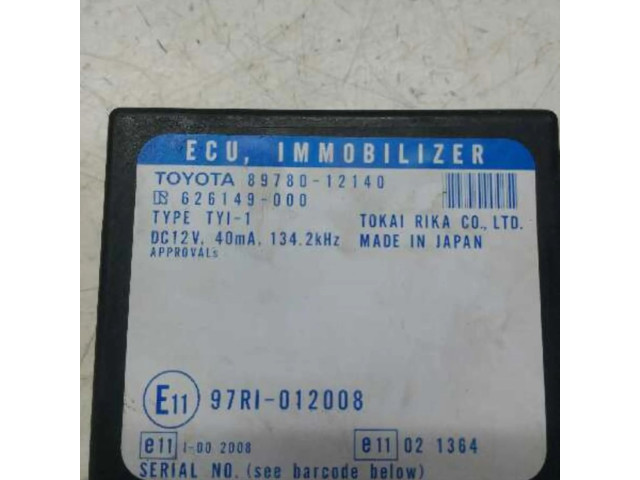 ECU, IMMOBILIZER
TOYOTA 89780-12140
R 626149-000
TYPE TYI-1 TOKAI RIKA CO., LTD.
DC12V, 40mA, 134.2kHz MADE IN JAPAN
APPROVALs
E11 97RI-012008
e11 1-00 2008 e11 02 1364
SERIAL NO. (see barcode below)